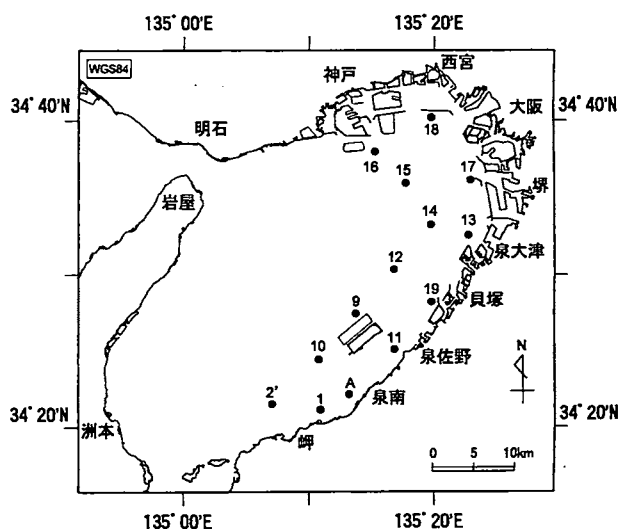 135˚ 00'E
135˚ 20'E
WGS84
西宮
神戸
34˚ 40'N
34˚ 40'N
大阪
明石
18
16
15
17
堺
岩屋
14
13
泉大津
12
19
貝塚
9
10
11
泉佐野
N
A
泉南
2'
1
34˚ 20'N
34˚ 20'N
洲本
岬
0
5
10km
135˚ 00'E
135˚ 20'E